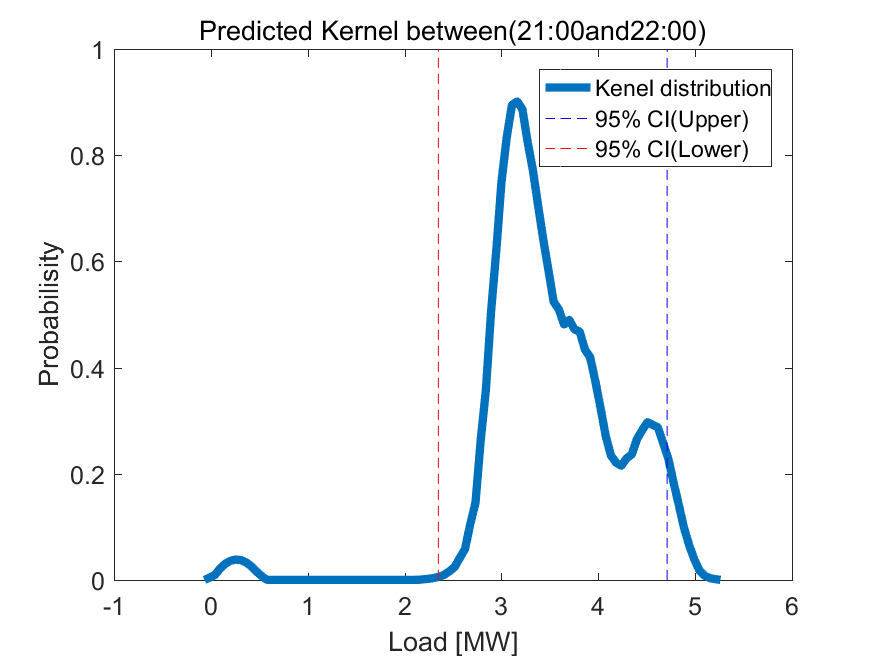 Predicted Kernel between(21:00and22:00)
1
0.8
0.6
0.4
0.2
0
Probabilisity
Kenel distribution
95% CI(Upper)
95% CI(Lower)
-1 0 1 2 3 4 5 6
Load [MW]